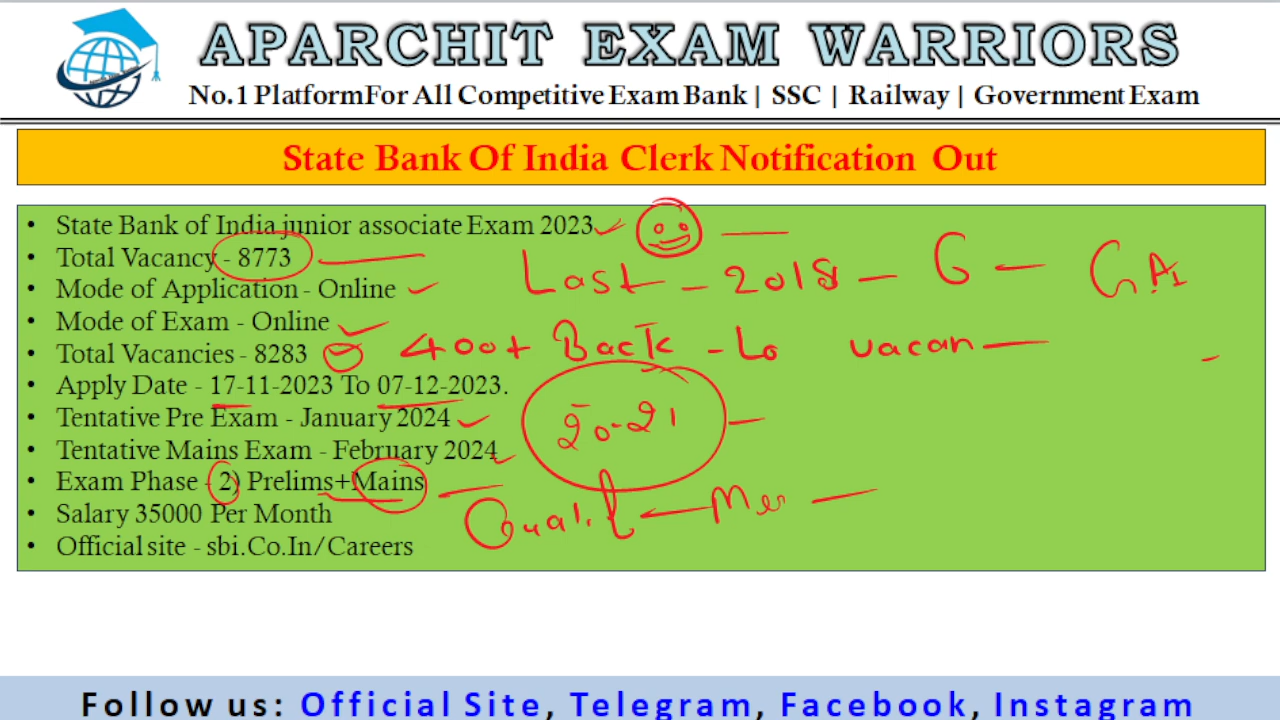 APARCHIT EXAM WARRIORS
No.1 PlatformFor All Competitive Exam Bank | SSC | Railway | Government Exam
State Bank Of India Clerk Notification Out
• State Bank of India junior associate Exam 2023
• Total Vacancy - 8773
Last - 2018 - G - GA
• Mode of Application - Online
• Mode of Exam - Online
• Total Vacancies - 8283
400+ Back - Lo vacan
• Apply Date - 17-11-2023 To 07-12-2023.
• Tentative Pre Exam - January 2024
20-21
• Tentative Mains Exam - February 2024
• Exam Phase - 2) Prelims+Mains
• Salary 35000 Per Month
Qualif Mer
• Official site - sbi.Co.In/Careers
Follow us: Official Site, Telegram, Facebook, Instagram